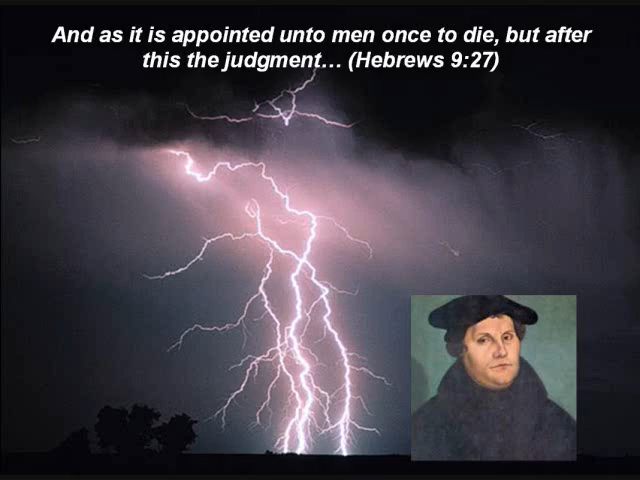 And as it is appointed unto men once to die, but after
this the judgment… (Hebrews 9:27)